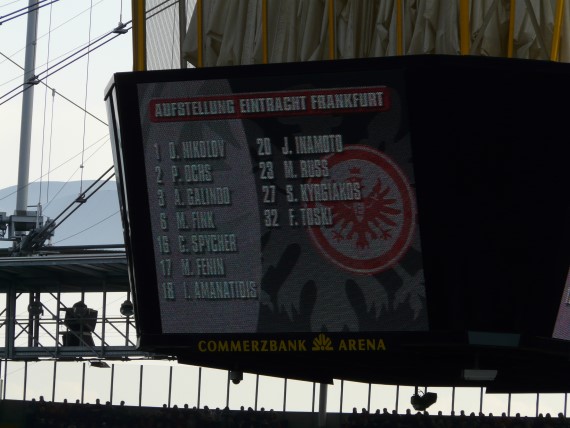 AUFSTELLUNG EINTRACHT FRANKFURT
1 O. NIKOLOV
2 P. OCHS
3 A. GALINDO
6 M. FINK
16 C. SPYCHER
17 M. FENIN
18 I. AMANATIDIS
20 J. INAMOTO
23 M. RUSS
27 S. KYRGIAKOS
32 F. TOSKI
COMMERZBANK ARENA